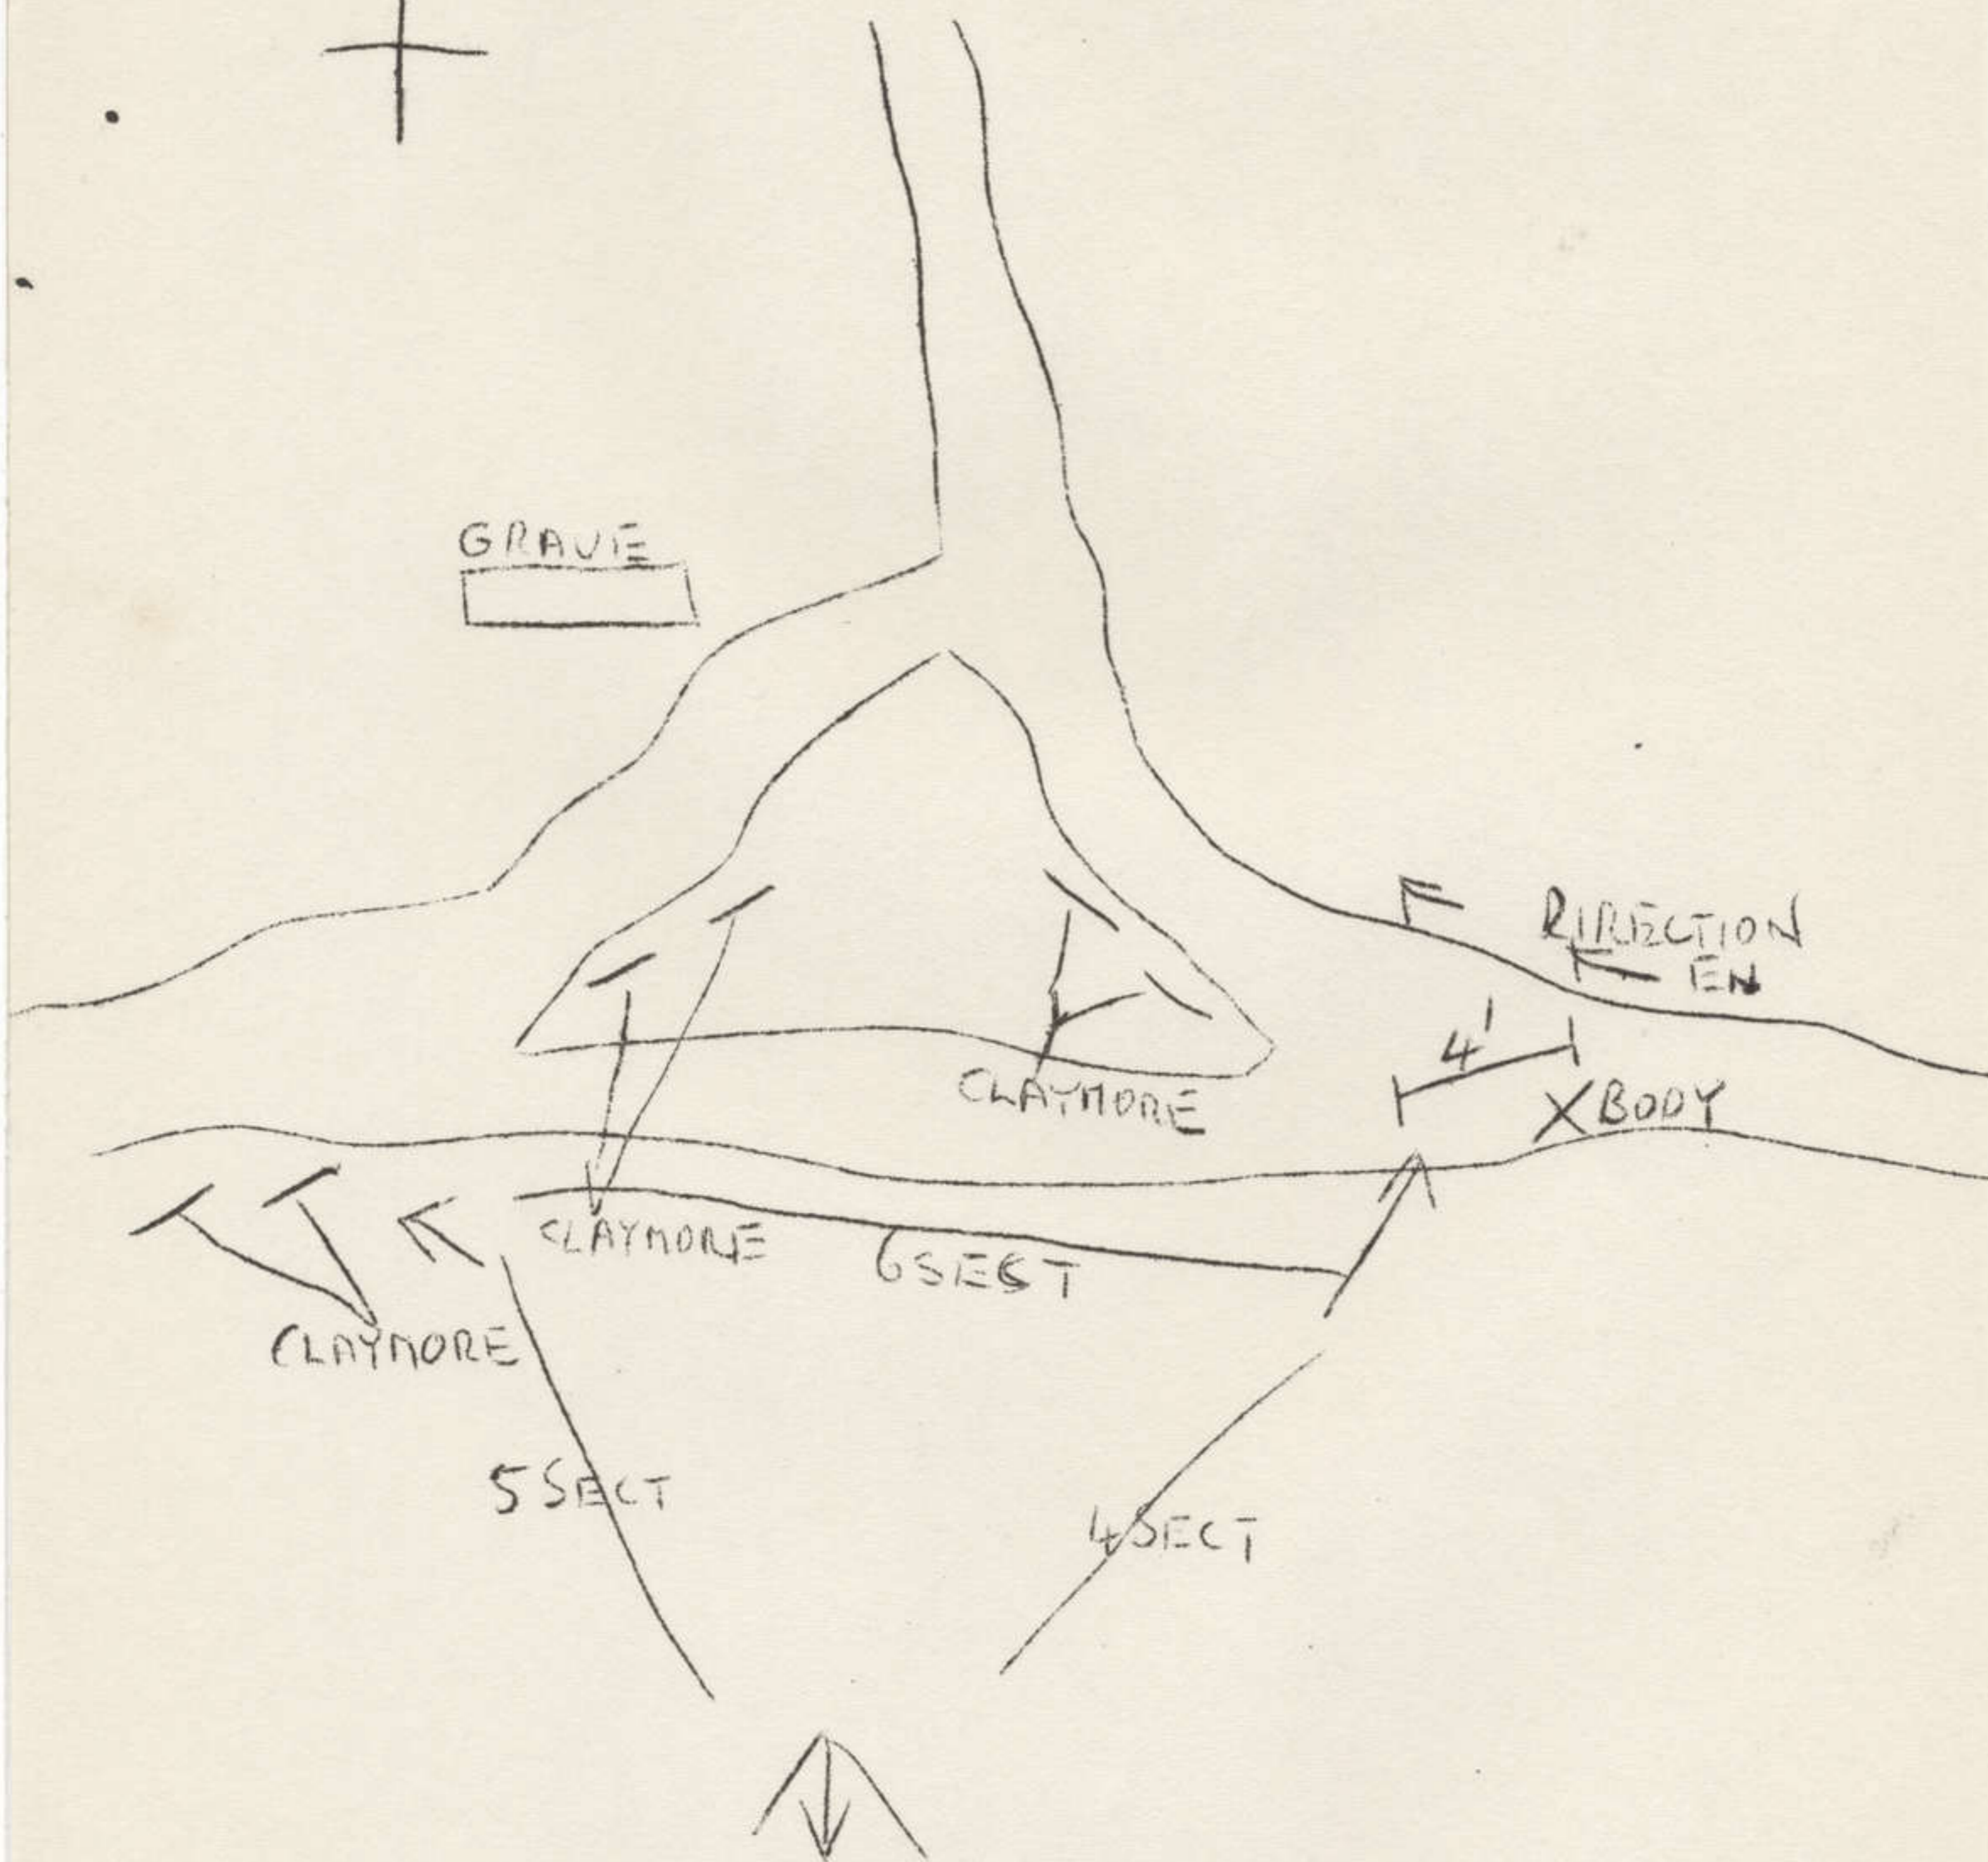 GRAVE
DIRECTION
EN
4'
X BODY
CLAYMORE
CLAYMORE
6 SECT
CLAYMORE
5 SECT
4 SECT